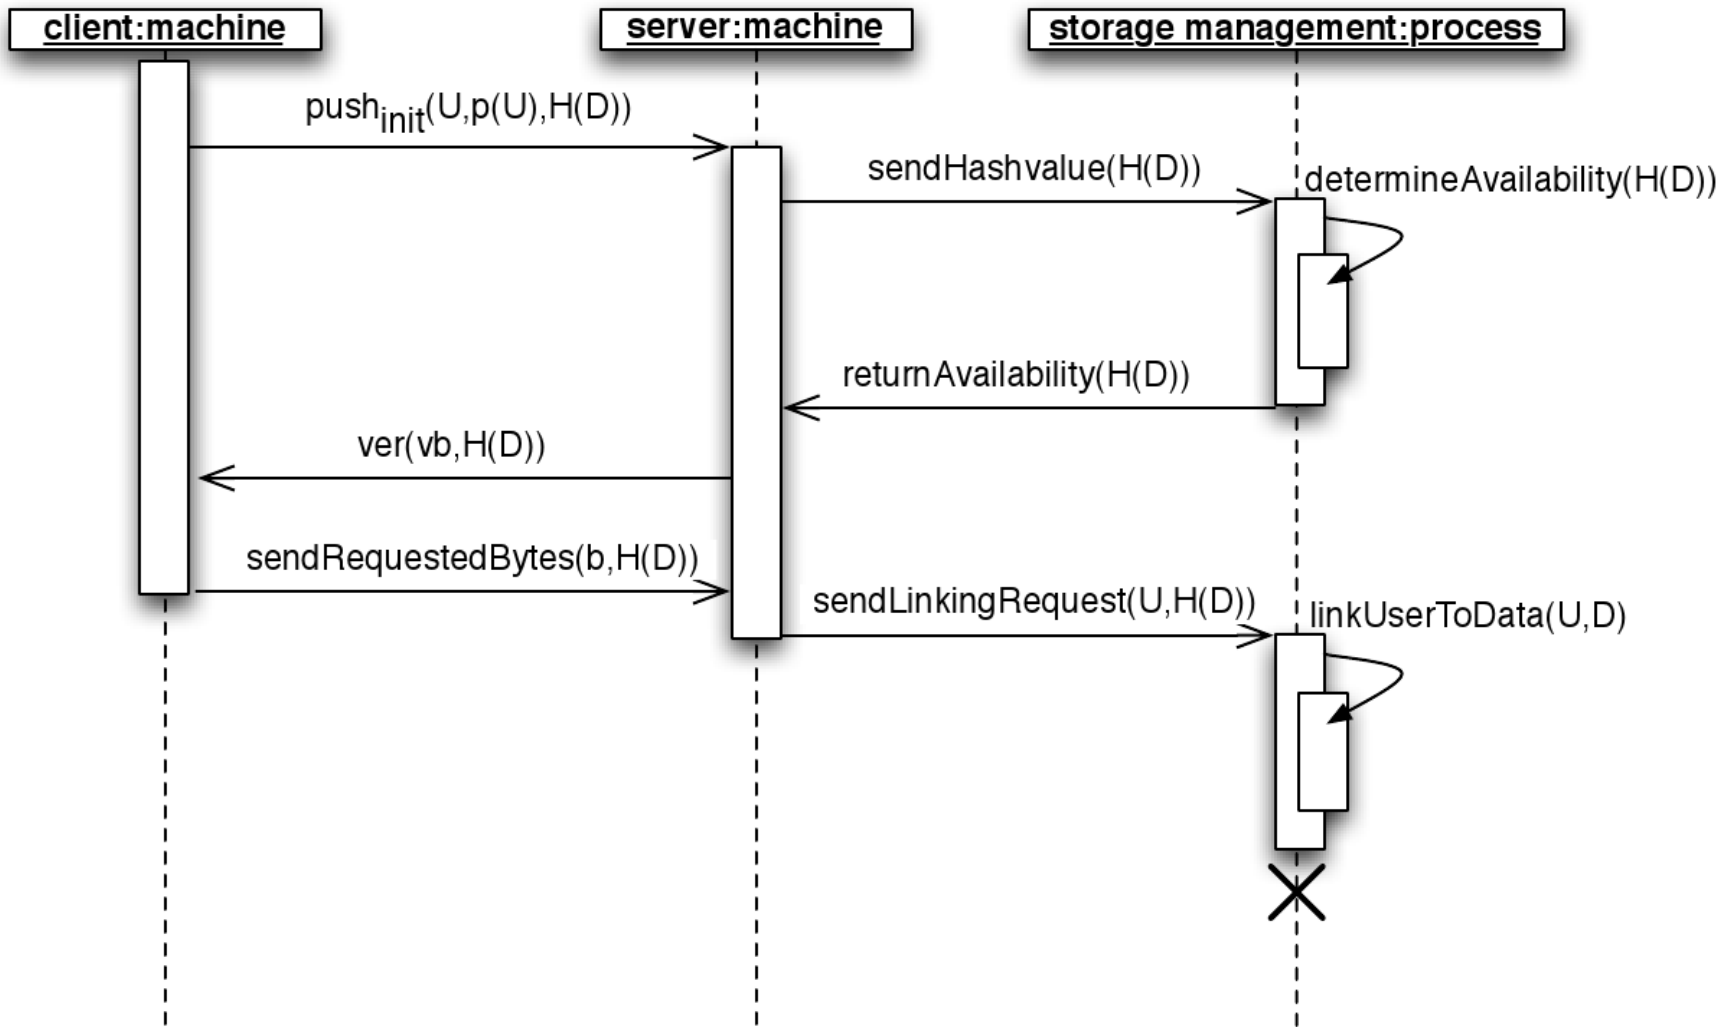 client:machine
server:machine
storage management:process
pushinit(U,p(U),H(D))
sendHashvalue(H(D))
determineAvailability(H(D))
returnAvailability(H(D))
ver(vb,H(D))
sendRequestedBytes(b,H(D))
sendLinkingRequest(U,H(D))
linkUserToData(U,D)